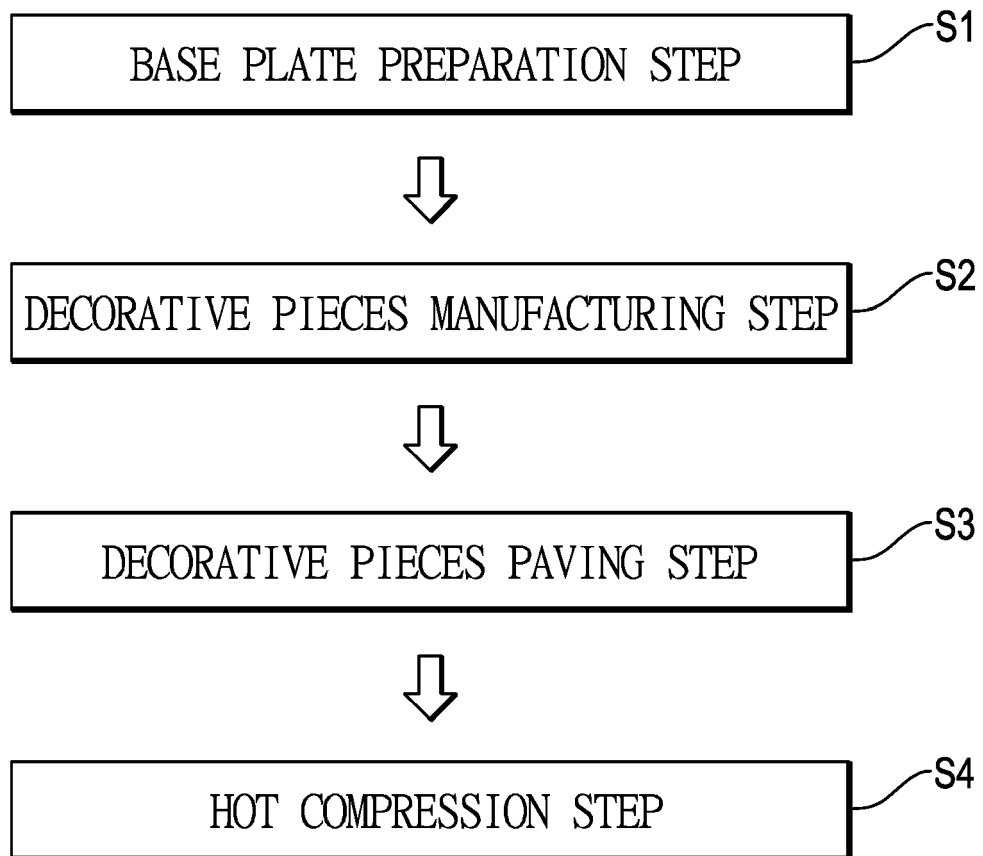 BASE PLATE PREPARATION STEP
S1
DECORATIVE PIECES MANUFACTURING STEP
S2
DECORATIVE PIECES PAVING STEP
S3
HOT COMPRESSION STEP
S4